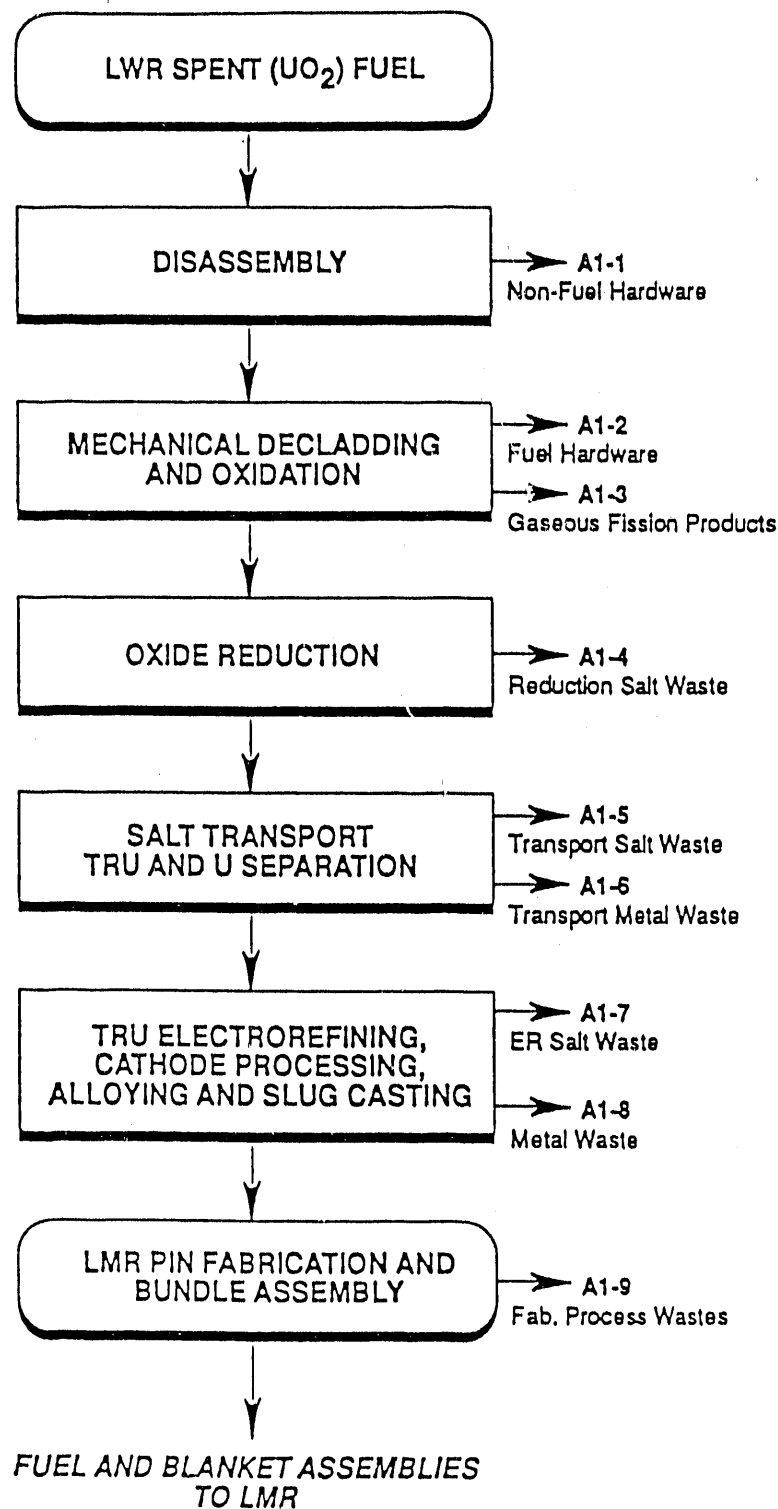 LWR SPENT (UO2) FUEL
DISASSEMBLY
A1-1
Non-Fuel Hardware
MECHANICAL DECLADDING
AND OXIDATION
A1-2
Fuel Hardware
A1-3
Gaseous Fission Products
OXIDE REDUCTION
A1-4
Reduction Salt Waste
SALT TRANSPORT
TRU AND U SEPARATION
A1-5
Transport Salt Waste
A1-6
Transport Metal Waste
TRU ELECTROREFINING,
CATHODE PROCESSING,
ALLOYING AND SLUG CASTING
A1-7
ER Salt Waste
A1-8
Metal Waste
LMR PIN FABRICATION AND
BUNDLE ASSEMBLY
A1-9
Fab. Process Wastes
FUEL AND BLANKET ASSEMBLIES
TO LMR